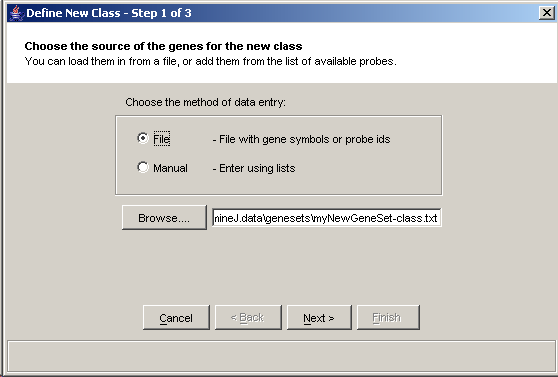 Define New Class - Step 1 of 3
Choose the source of the genes for the new class
You can load them in from a file, or add them from the list of available probes.
Choose the method of data entry:
File - File with gene symbols or probe ids
Manual - Enter using lists
Browse.... nineJ.data\genesets\myNewGeneSet-class.txt
Cancel < Back Next > Finish